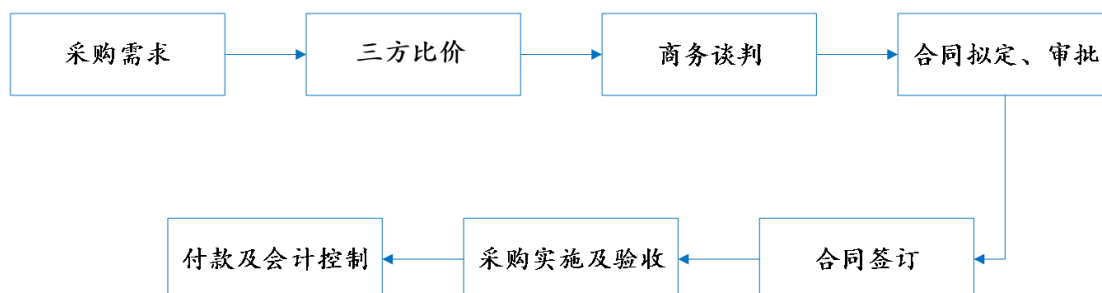 采购需求
三方比价
商务谈判
合同拟定、审批
合同签订
采购实施及验收
付款及会计控制